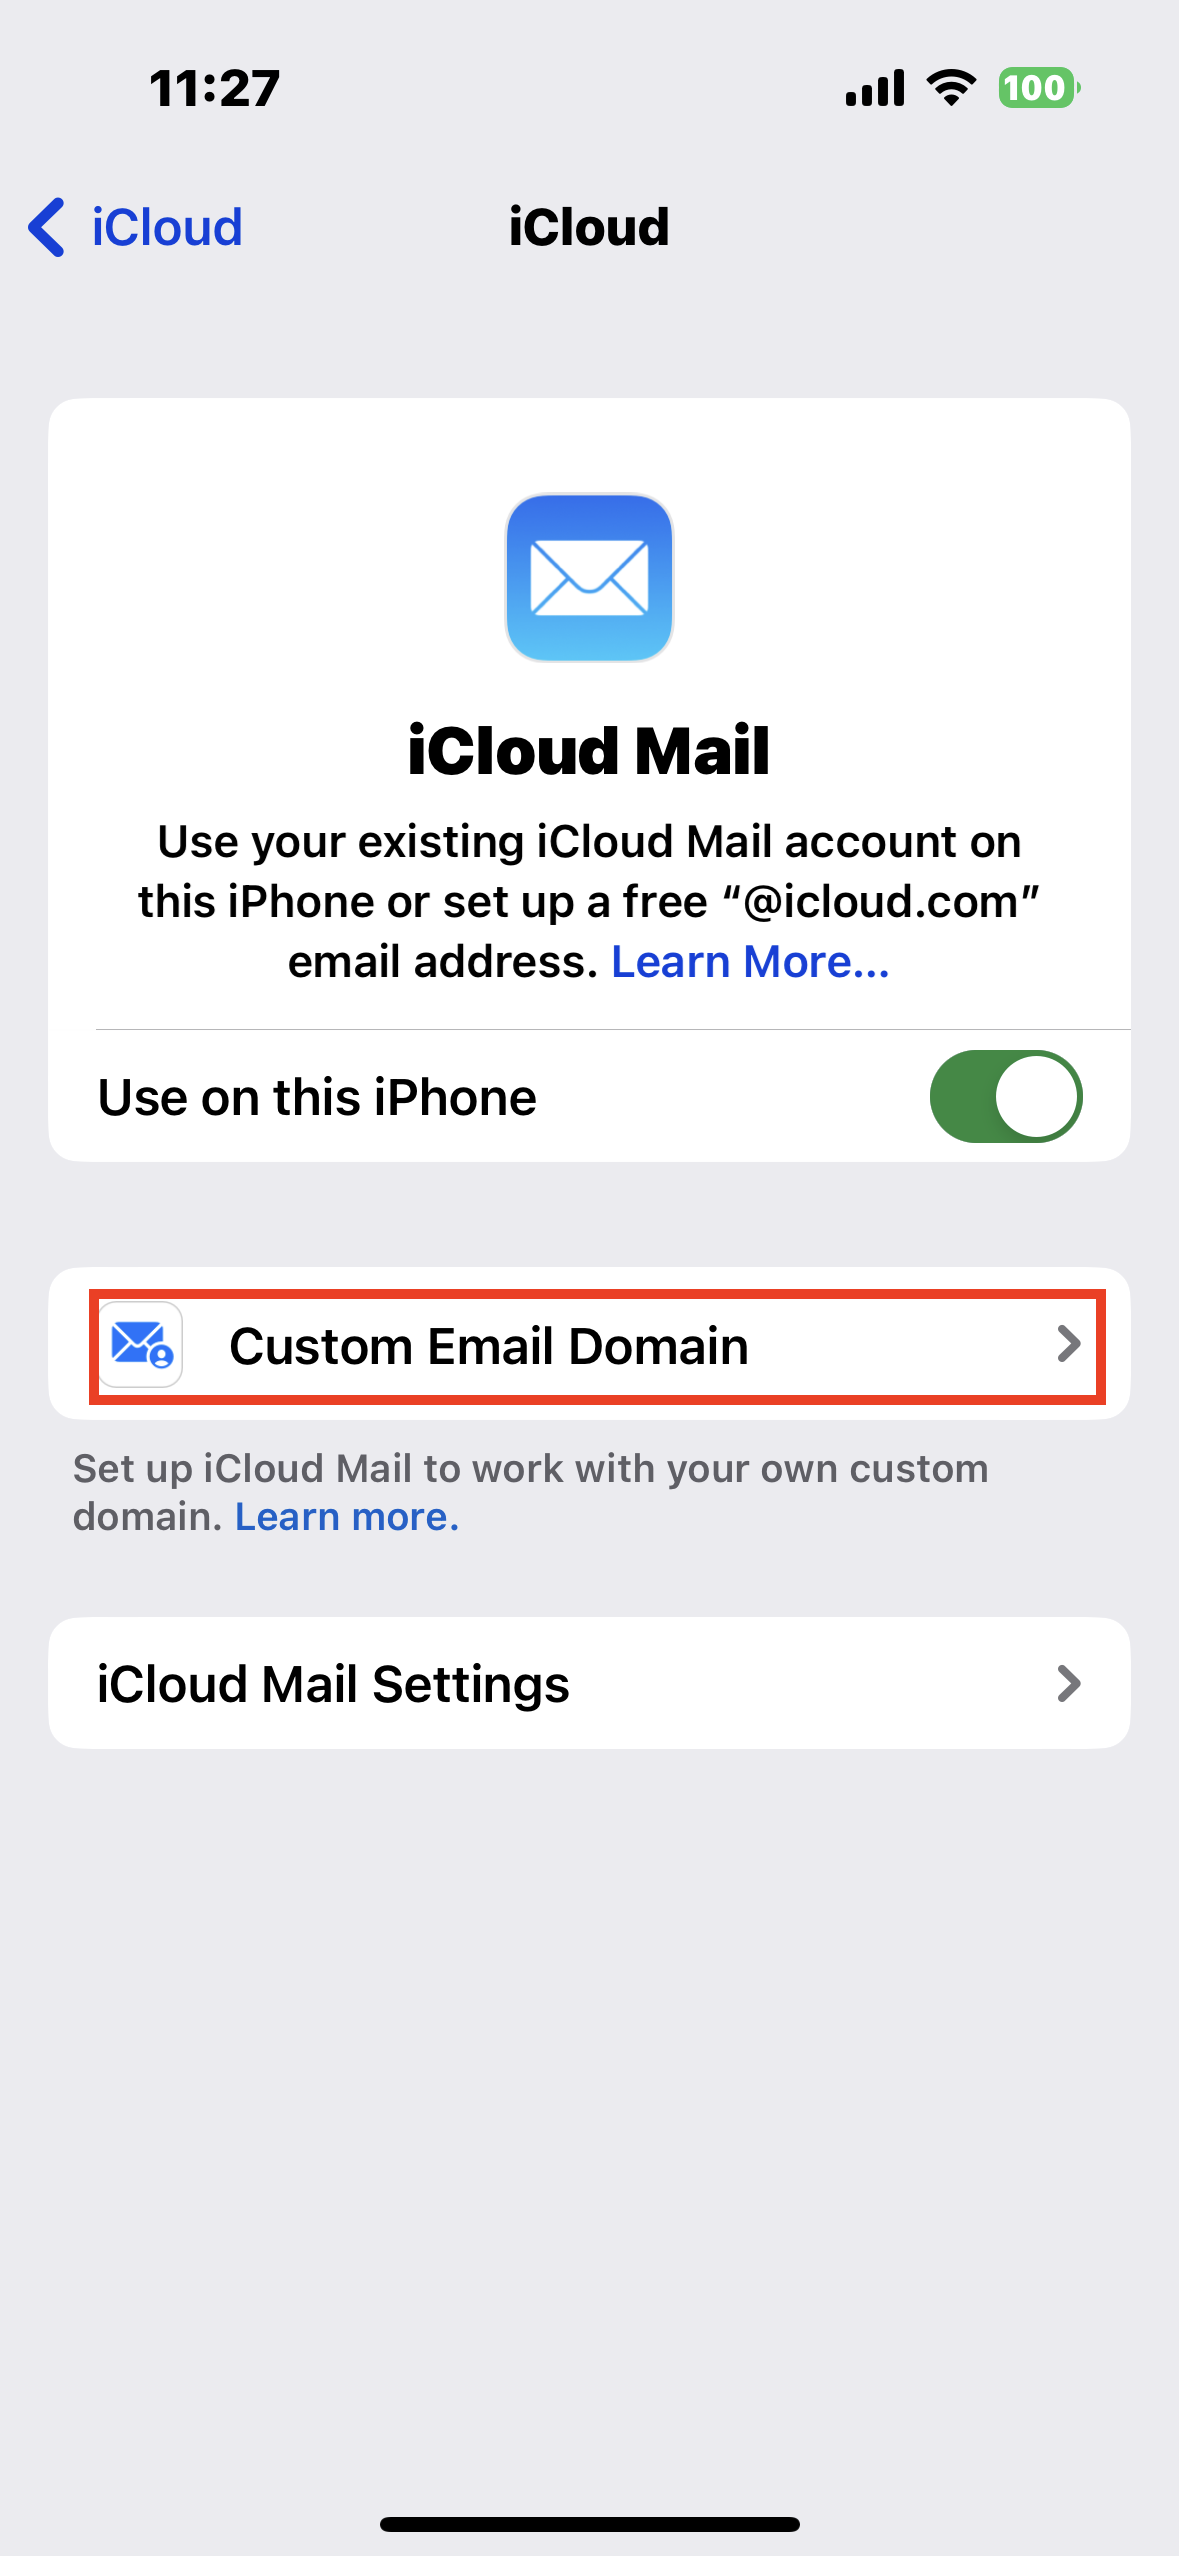 11:27
100
iCloud
iCloud
iCloud Mail
Use your existing iCloud Mail account on
this iPhone or set up a free “@icloud.com”
email address. Learn More...
Use on this iPhone
Custom Email Domain
Set up iCloud Mail to work with your own custom
domain. Learn more.
iCloud Mail Settings